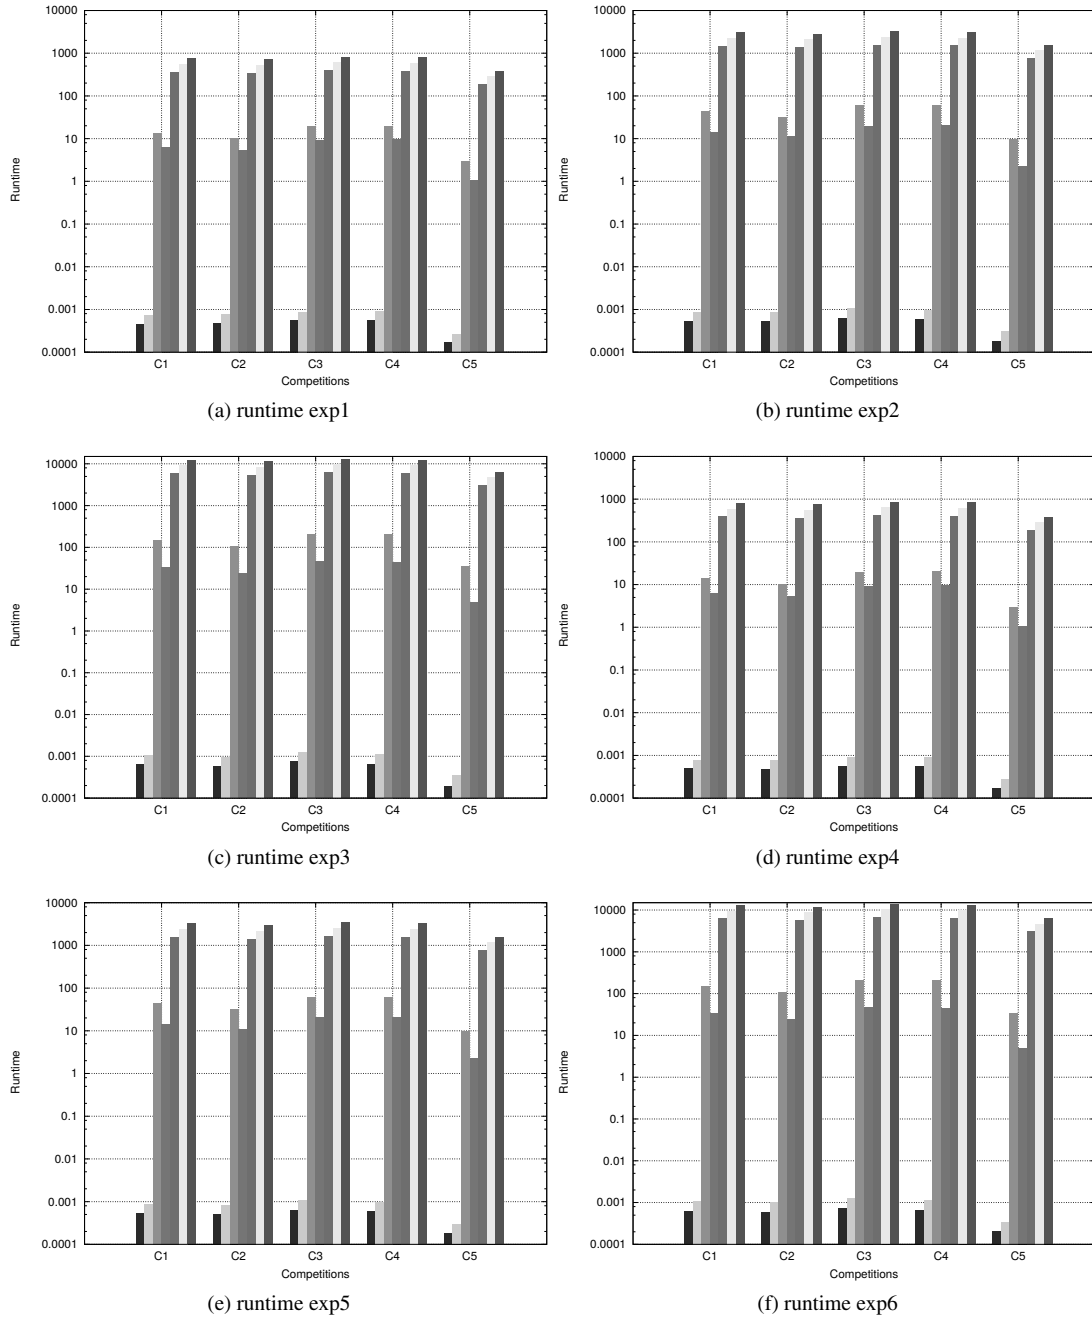 10000
1000
100
10
1
0.1
0.01
0.001
0.0001
Runtime
C1 C2 C3 C4 C5
Competitions
(a) runtime exp1
10000
1000
100
10
1
0.1
0.01
0.001
0.0001
Runtime
C1 C2 C3 C4 C5
Competitions
(b) runtime exp2
10000
1000
100
10
1
0.1
0.01
0.001
0.0001
Runtime
C1 C2 C3 C4 C5
Competitions
(c) runtime exp3
10000
1000
100
10
1
0.1
0.01
0.001
0.0001
Runtime
C1 C2 C3 C4 C5
Competitions
(d) runtime exp4
10000
1000
100
10
1
0.1
0.01
0.001
0.0001
Runtime
C1 C2 C3 C4 C5
Competitions
(e) runtime exp5
10000
1000
100
10
1
0.1
0.01
0.001
0.0001
Runtime
C1 C2 C3 C4 C5
Competitions
(f) runtime exp6